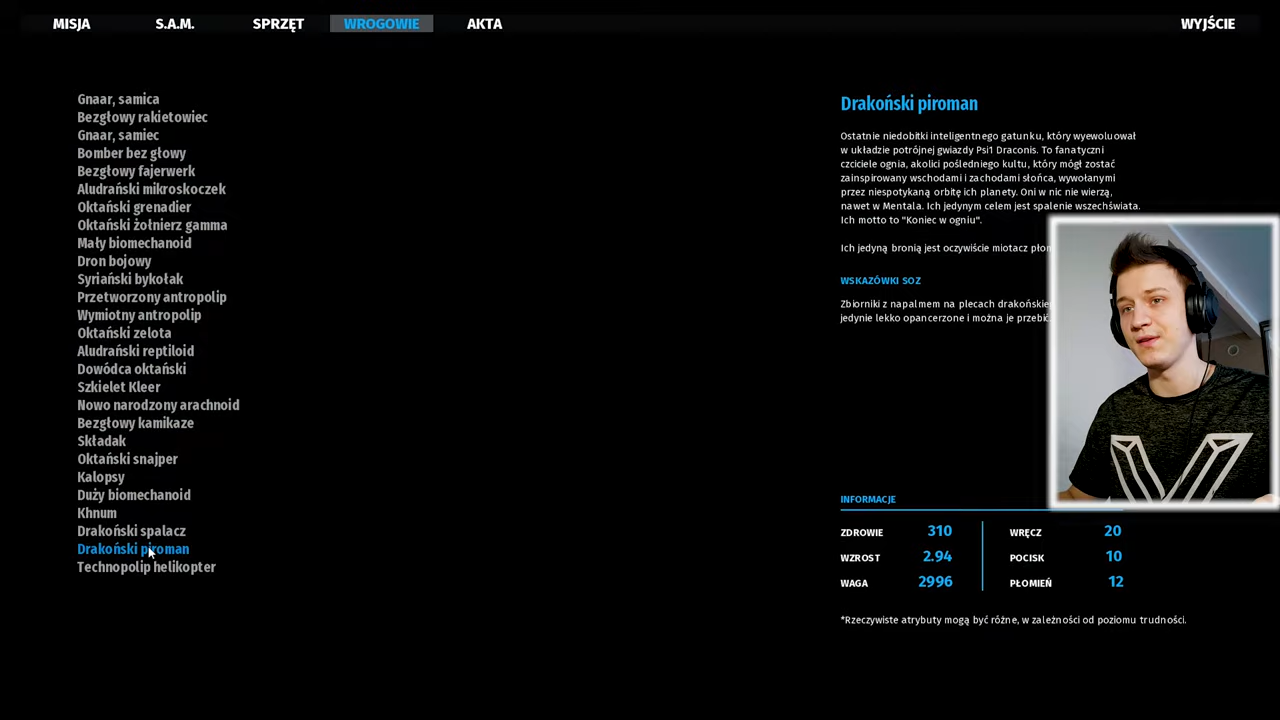 MISJA S.A.M. SPRZĘT WROGOWIE AKTA WYJŚCIE
Gnaar, samica
Bezgłowy rakietowiec
Gnaar, samiec
Bomber bez głowy
Bezgłowy fajerwerk
Aludrański mikroskoczek
Oktański grenadier
Oktański żołnierz gamma
Mały biomechanoid
Dron bojowy
Syriański bykołak
Przetworzony antropolip
Wymiotny antropolip
Oktański zelota
Aludrański reptiloid
Dowódca oktański
Szkielet Kleer
Nowo narodzony arachnoid
Bezgłowy kamikaze
Składak
Oktański snajper
Kalopsy
Duży biomechanoid
Khnum
Drakoński spalacz
Drakoński piroman
Technopolip helikopter
Drakoński piroman
Ostatnie niedobitki inteligentnego gatunku, który wyewoluował
w układzie potrójnej gwiazdy Psi1 Draconis. To fanatyczni
czciciele ognia, akolici pośledniego kultu, który mógł zostać
zainspirowany wschodami i zachodami słońca, wywołanymi
przez niespotykaną orbitę ich planety. Oni w nic nie wierzą,
nawet w Mentala. Ich jedynym celem jest spalenie wszechświata.
Ich motto to "Koniec w ogniu".
Ich jedyną bronią jest oczywiście miotacz
WSKAZÓWKI SOZ
Zbiorniki z napalmem na plecach
jedynie lekko opancerzone i można je przebić
INFORMACJE
ZDROWIE 310 WRĘCZ 20
WZROST 2.94 POCISK 10
WAGA 2996 PŁOMIEŃ 12
*Rzeczywiste atrybuty mogą być różne, w zależności od poziomu trudności.